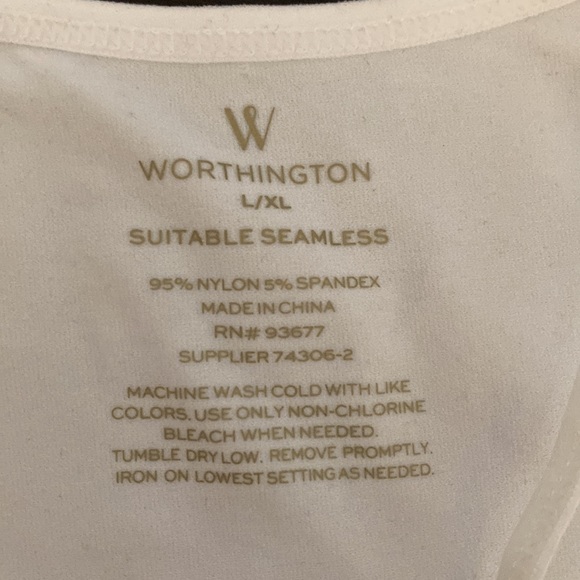 W
WORTHINGTON
L/XL
SUITABLE SEAMLESS
95% NYLON 5% SPANDEX
MADE IN CHINA
RN# 93677
SUPPLIER 74306-2
MACHINE WASH COLD WITH LIKE
COLORS. USE ONLY NON-CHLORINE
BLEACH WHEN NEEDED.
TUMBLE DRY LOW. REMOVE PROMPTLY.
IRON ON LOWEST SETTING AS NEEDED.